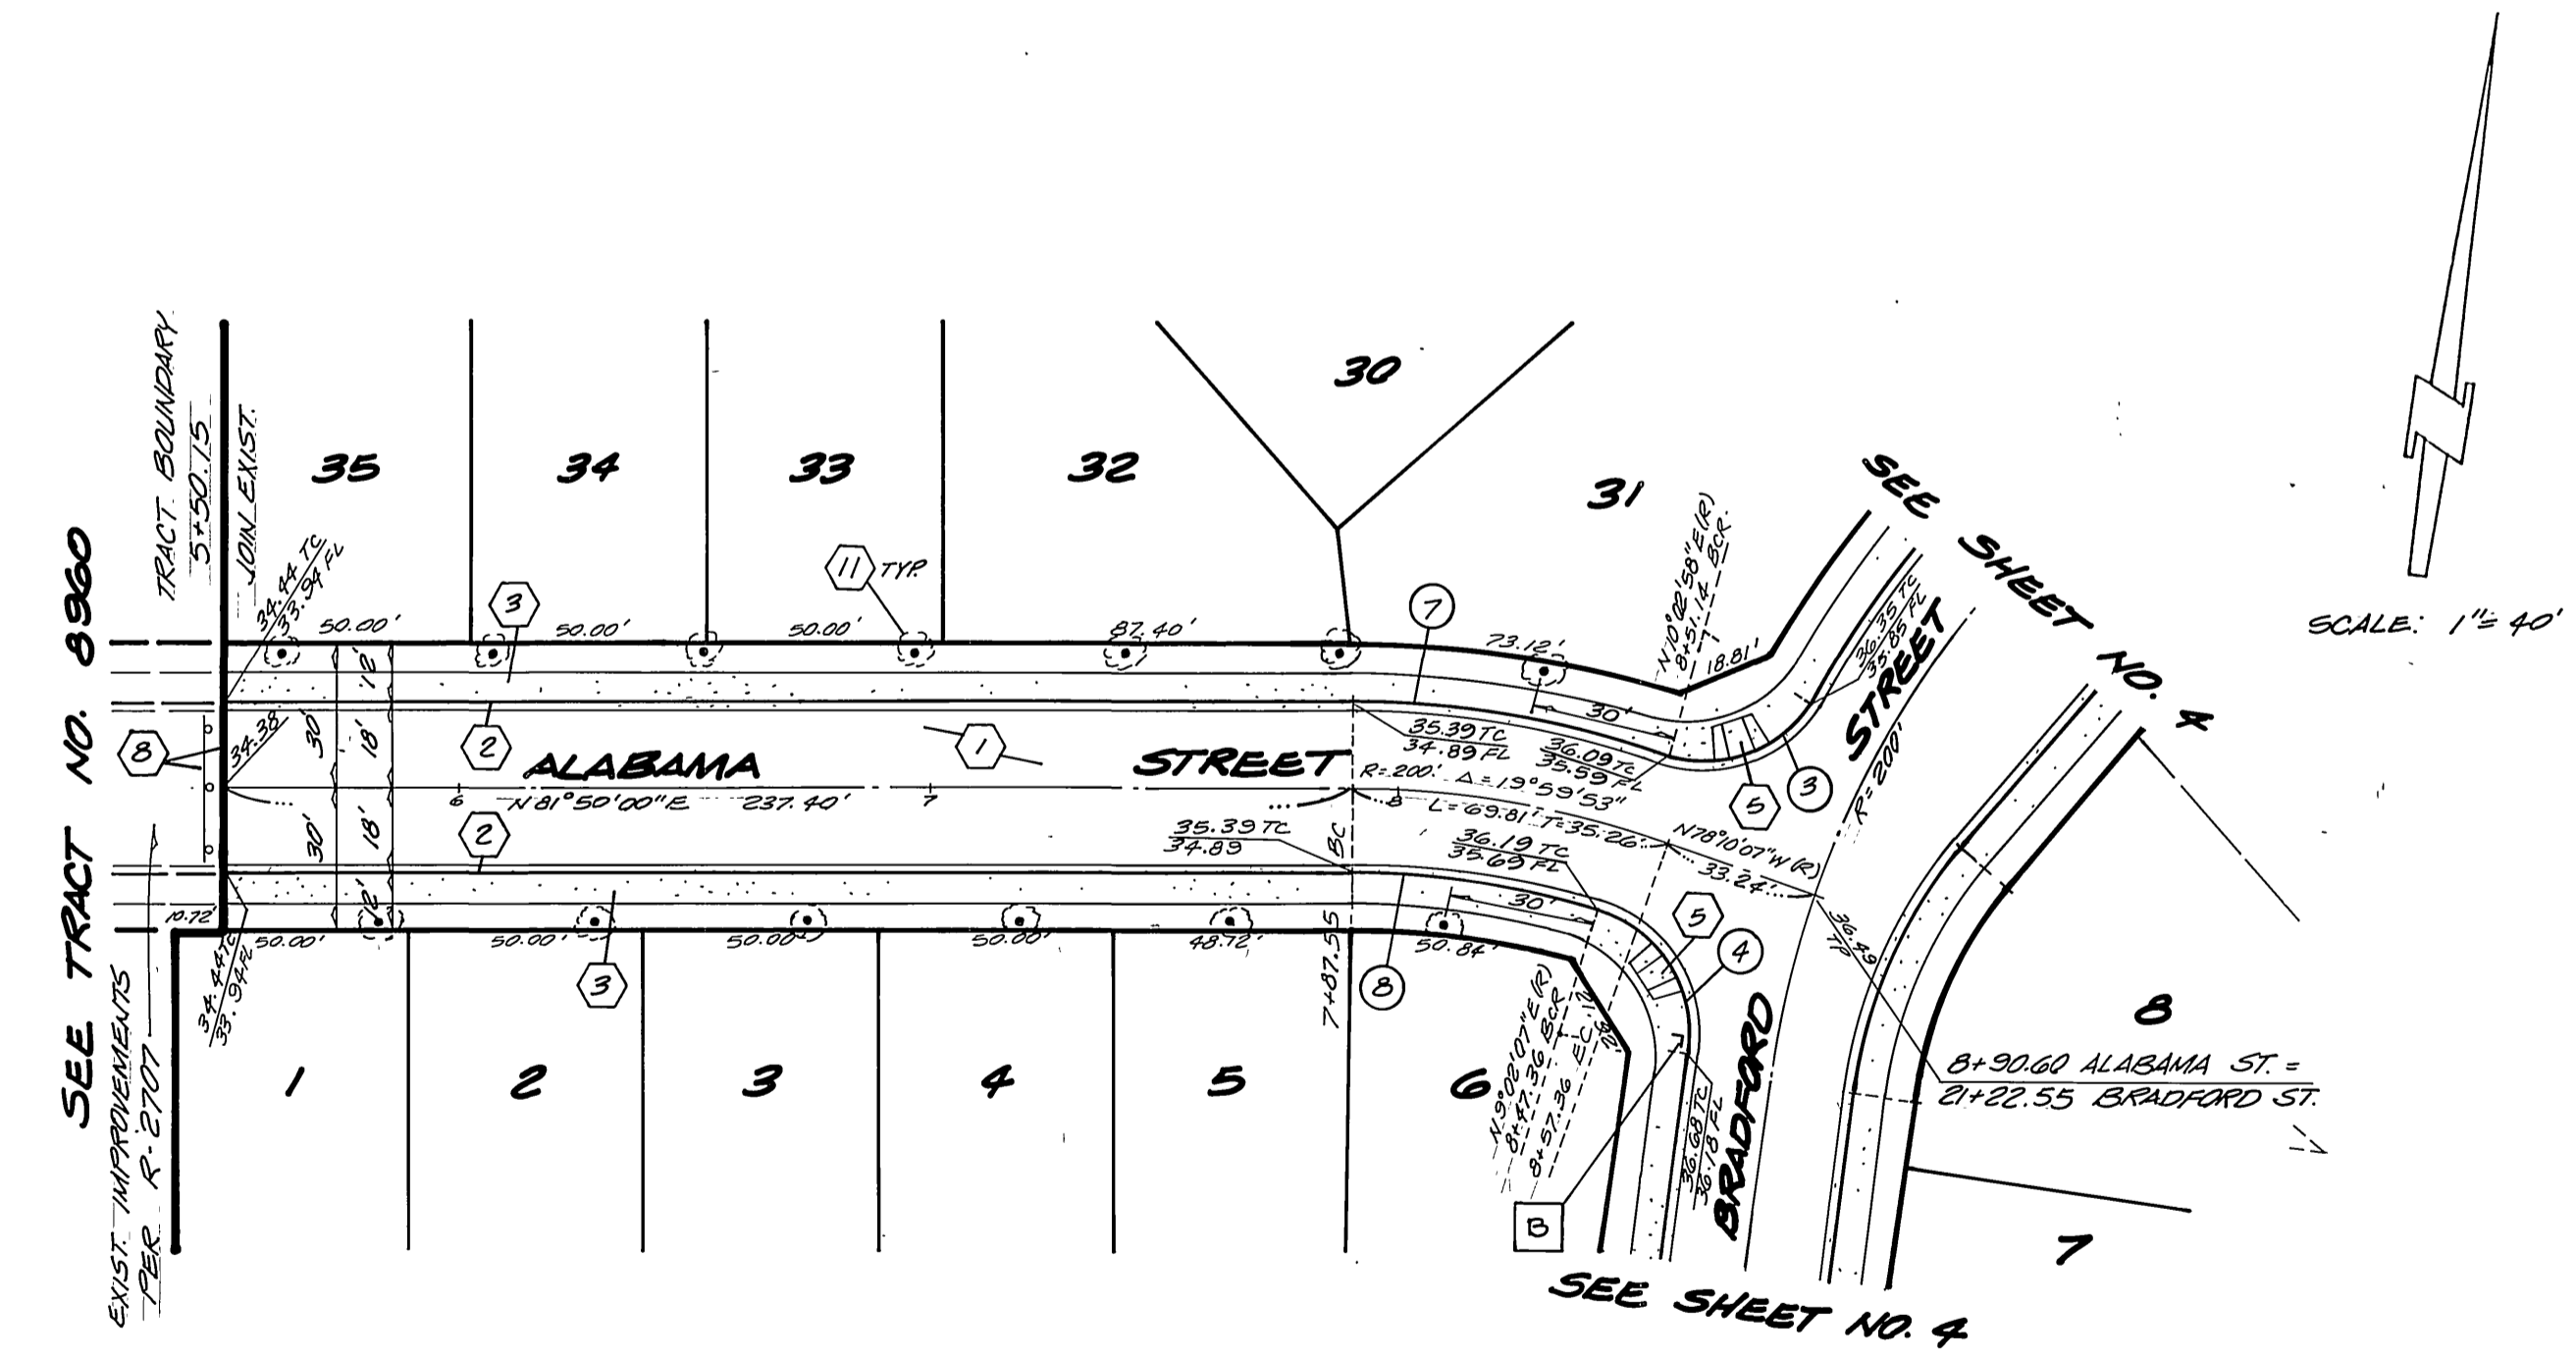 SEE TRACT NO. 8960
TRACT BOUNDARY
5+50.15
JOIN EXIST.
34.44 TC
33.94 FL
34.38
35
34
33
32
30
31
50.00'
50.00'
50.00'
87.40'
73.12'
18.81'
3
11 TYP.
7
2
8
1
12'
30'
18'
18'
30'
12'
ALABAMA STREET
6
N 81°50'00"E 237.40'
7
8
R=200' Δ=19°59'53"
L=69.81' T=35.26'
35.39 TC
34.89 FL
36.09 TC
35.59 FL
30'
N10°02'58"E(R)
8+51.14 BCR.
5
3
36.35 TC
35.85 FL
STREET
R=200'
SEE SHEET NO. 4
SCALE: 1"=40'
2
35.39 TC
34.89
BC
36.19 TC
35.69 FL
N78°10'07"W(R)
33.24'
30'
5
4
36.49
TP
10.72'
50.00'
50.00'
50.00'
50.00'
48.72'
50.84'
34.44 TC
33.94 FL
3
7+87.55
8
N9°02'07"E(R)
8+47.36 BCR
8+57.36 EC
EXIST. IMPROVEMENTS
PER R-2707
1
2
3
4
5
6
B
36.68 TC
36.18 FL
BRADFORD
8
8+90.60 ALABAMA ST. =
21+22.55 BRADFORD ST.
7
SEE SHEET NO. 4